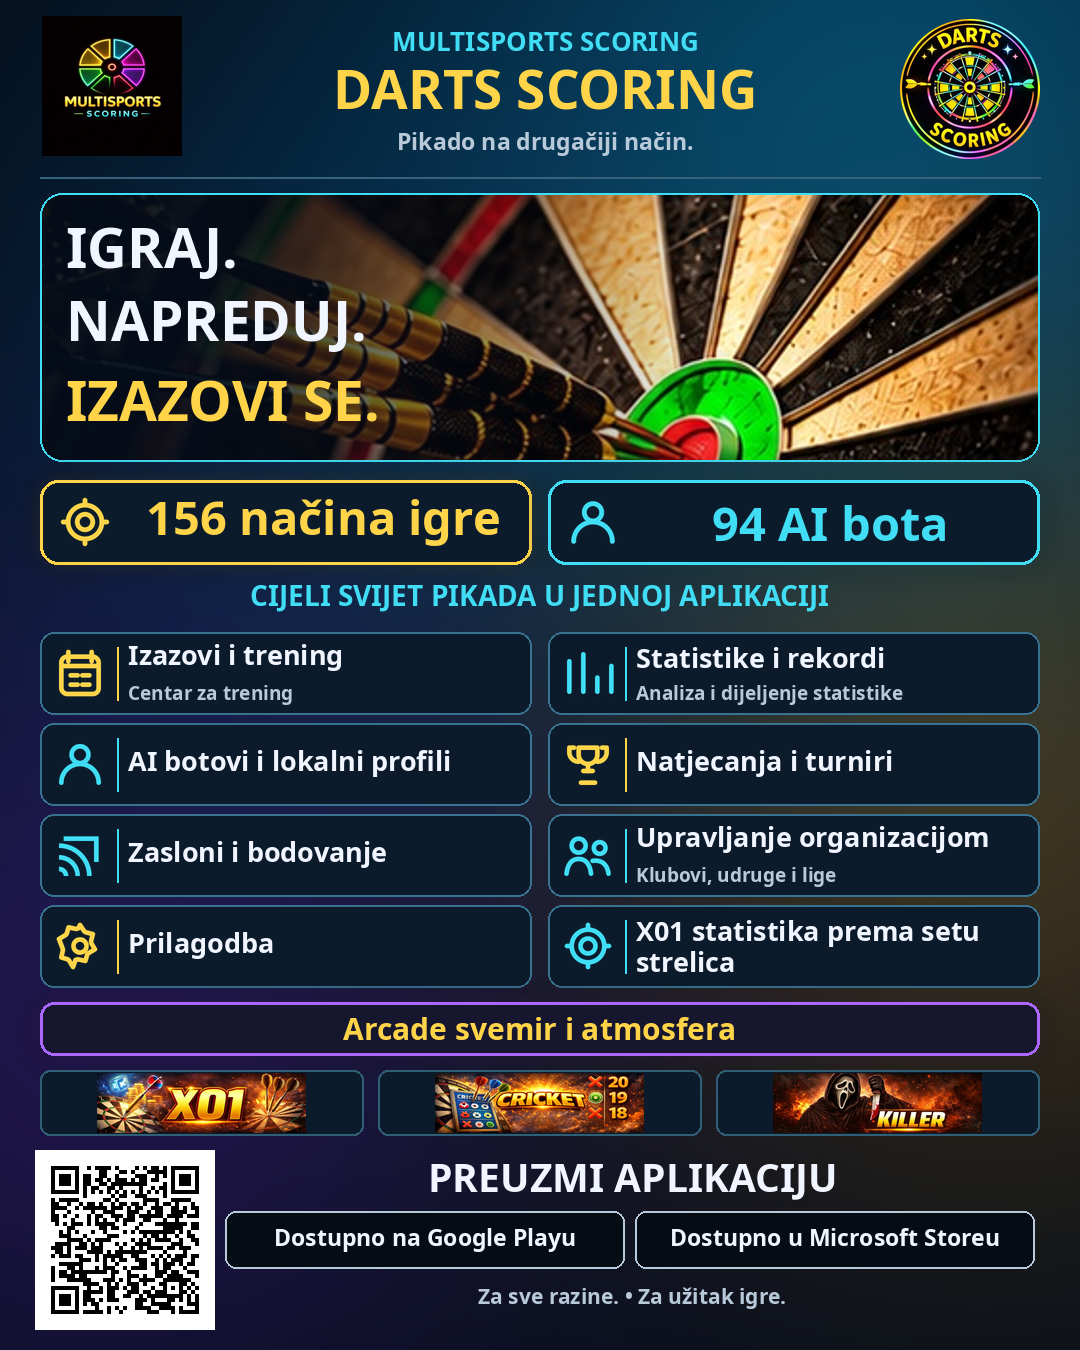 MULTISPORTS
SCORING
MULTISPORTS SCORING
DARTS SCORING
Pikado na drugačiji način.
DARTS
SCORING
IGRAJ.
NAPREDUJ.
IZAZOVI SE.
156 načina igre
94 AI bota
CIJELI SVIJET PIKADA U JEDNOJ APLIKACIJI
Izazovi i trening
Centar za trening
Statistike i rekordi
Analiza i dijeljenje statistike
AI botovi i lokalni profili
Natjecanja i turniri
Zasloni i bodovanje
Upravljanje organizacijom
Klubovi, udruge i lige
Prilagodba
X01 statistika prema setu
strelica
Arcade svemir i atmosfera
X01
CRICKET
CRICKET
20
19
18
KILLER
PREUZMI APLIKACIJU
Dostupno na Google Playu
Dostupno u Microsoft Storeu
Za sve razine. • Za užitak igre.